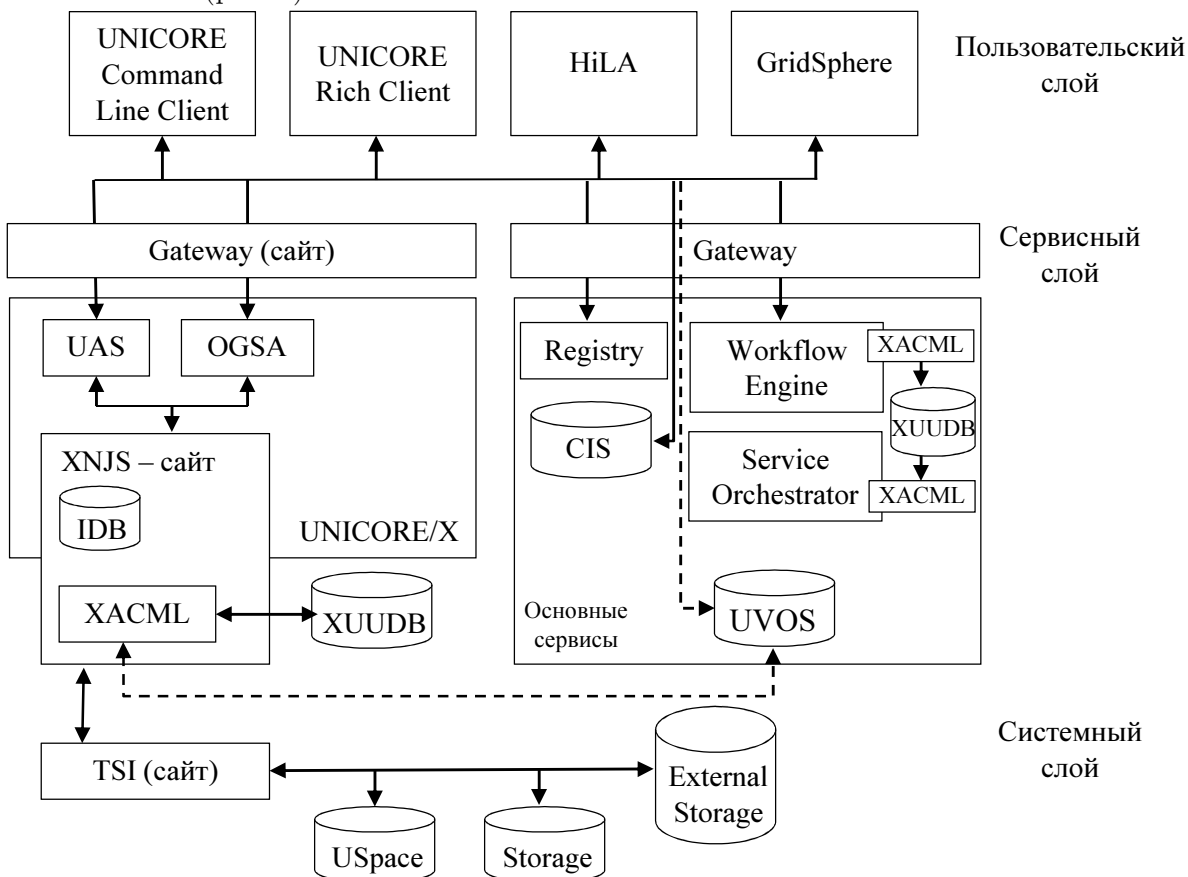 UNICORE
Command
Line Client
UNICORE
Rich Client
HiLA
GridSphere
Пользовательский
слой
Gateway (сайт)
Gateway
Сервисный
слой
UAS
OGSA
Registry
Workflow
Engine
XACML
XUUDB
CIS
Service
Orchestrator
XACML
XNJS – сайт
IDB
UNICORE/X
XACML
XUUDB
Основные
сервисы
UVOS
Системный
слой
TSI (сайт)
External
Storage
USpace
Storage